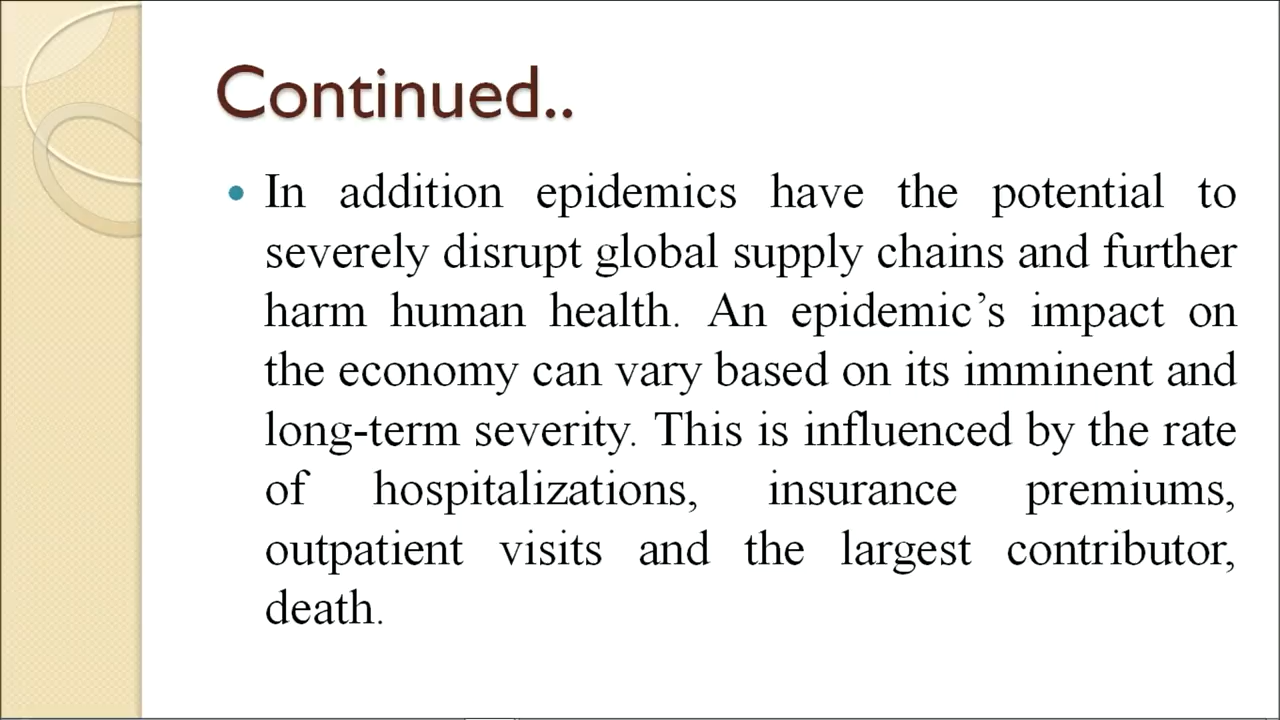 Continued..
In addition epidemics have the potential to
severely disrupt global supply chains and further
harm human health. An epidemic’s impact on
the economy can vary based on its imminent and
long-term severity. This is influenced by the rate
of hospitalizations, insurance premiums,
outpatient visits and the largest contributor,
death.